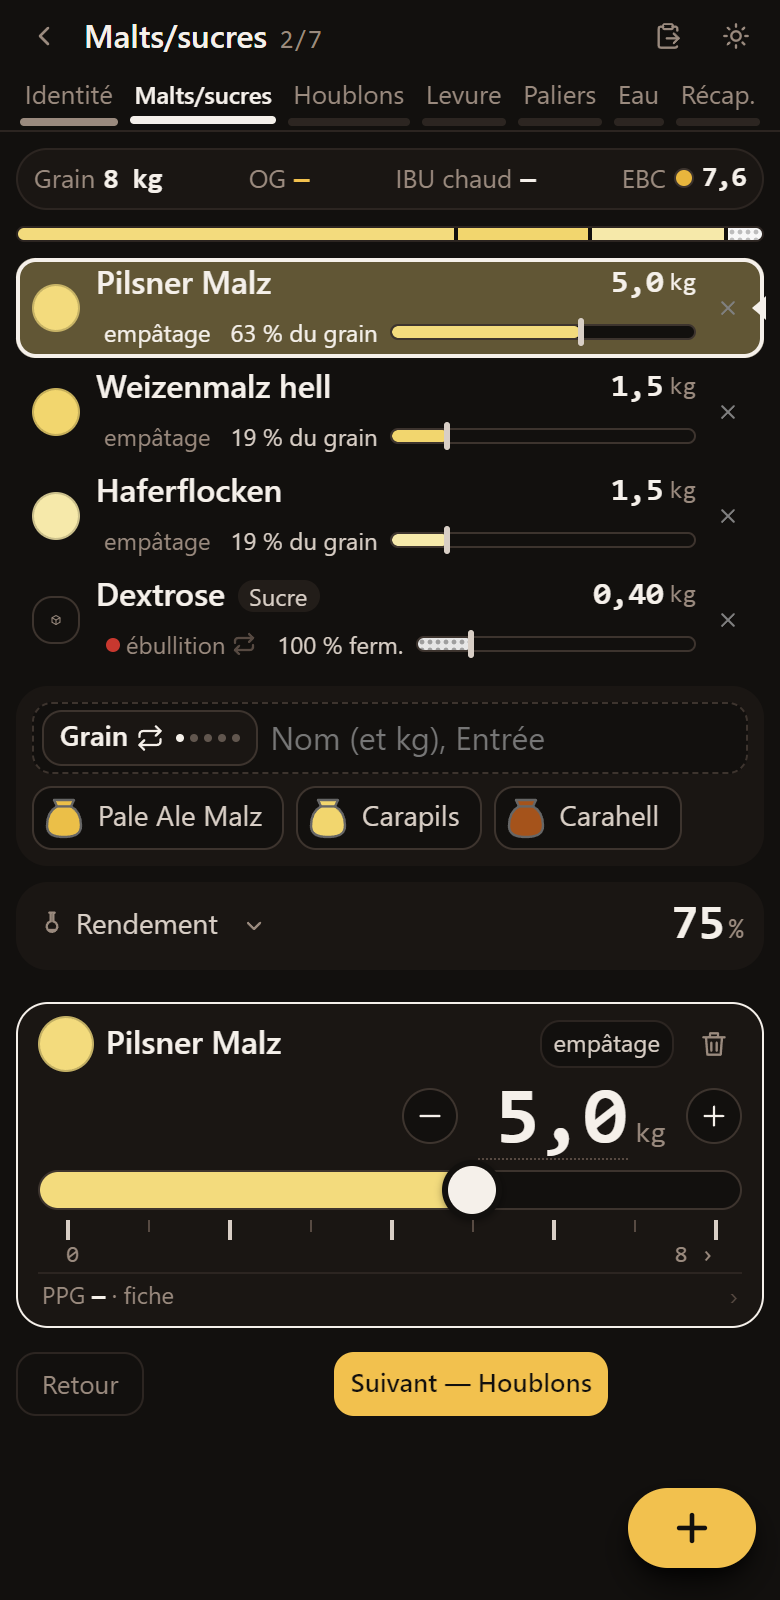 Malts/sucres 2/7
Identité Malts/sucres Houblons Levure Paliers Eau Récap.
Grain 8 kg OG – IBU chaud – EBC 7,6
Pilsner Malz 5,0 kg
empâtage 63 % du grain
Weizenmalz hell 1,5 kg
empâtage 19 % du grain
Haferflocken 1,5 kg
empâtage 19 % du grain
Dextrose Sucre 0,40 kg
ébullition 100 % ferm.
Grain Nom (et kg), Entrée
Pale Ale Malz Carapils Carahell
Rendement 75 %
Pilsner Malz empâtage
− 5,0 kg +
0 8 ›
PPG – · fiche ›
Retour Suivant — Houblons
+